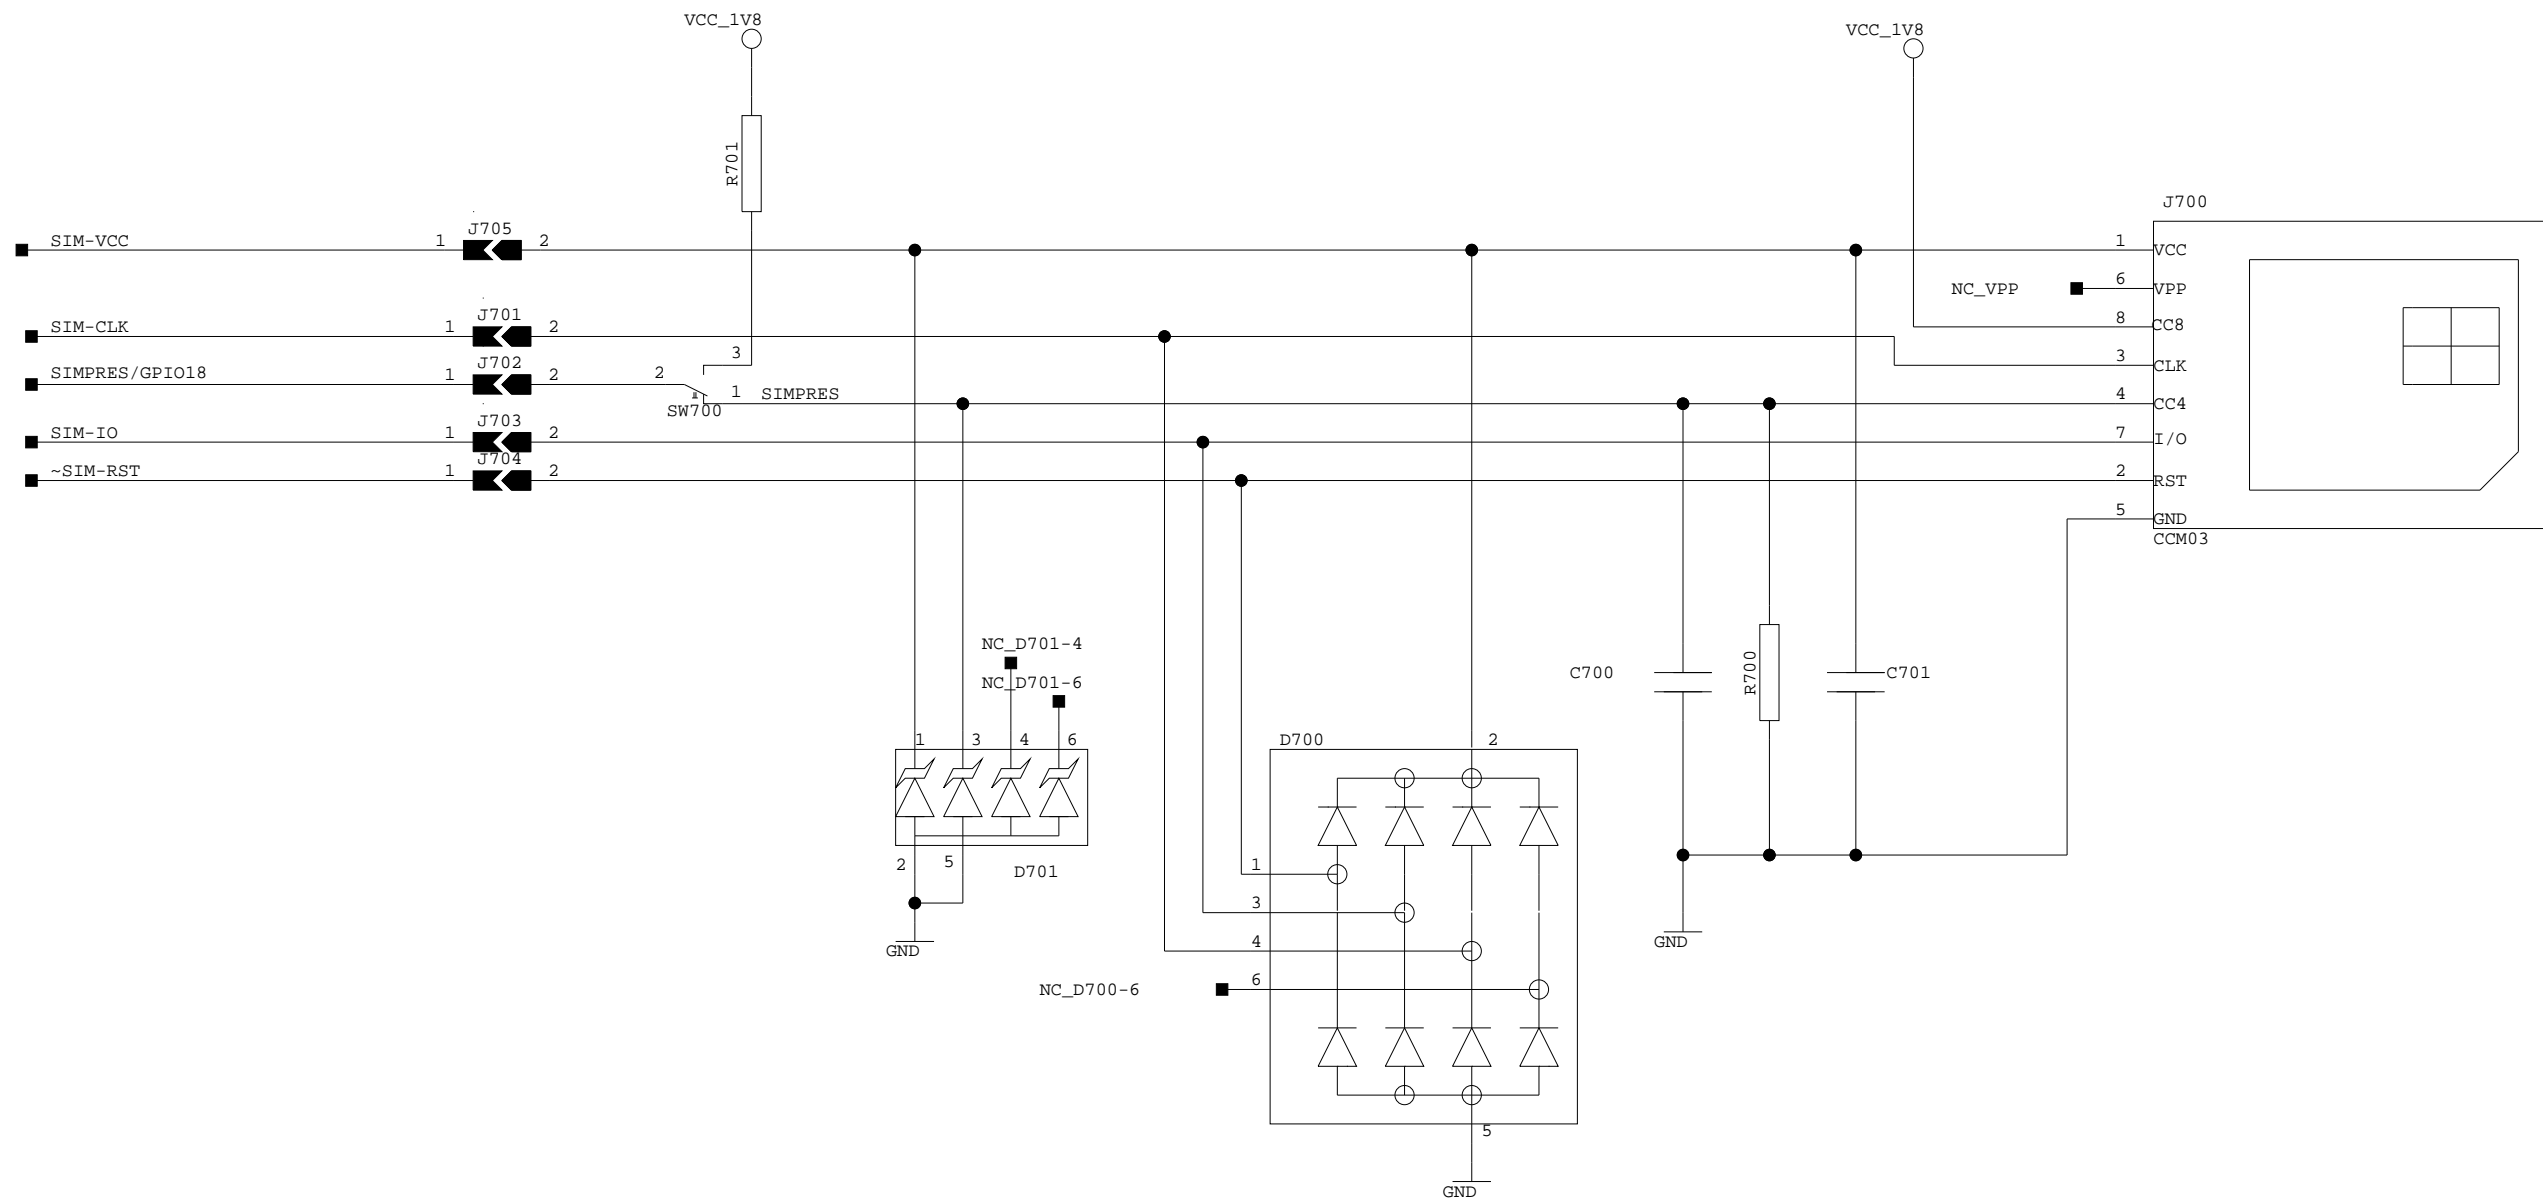 VCC_1V8
VCC_1V8
R701
J700
J705
SIM-VCC 1 2 1 VCC
NC_VPP 6 VPP
J701
SIM-CLK 1 2 8 CC8
3 3 CLK
J702
SIMPRES/GPIO18 1 2 2 1 SIMPRES 4 CC4
SW700
J703
SIM-IO 1 2 7 I/O
J704
~SIM-RST 1 2 2 RST
5 GND
CCM03
NC_D701-4
NC_D701-6
C700 R700 C701
1 3 4 6 D700 2
2 5 D701
1
3
4
GND GND
6
NC_D700-6
5
GND